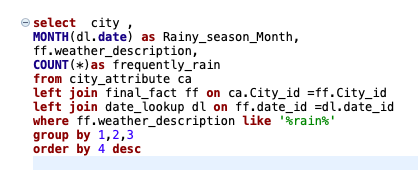 select city ,
MONTH(dl.date) as Rainy_season_Month,
ff.weather_description,
COUNT(*)as frequently_rain
from city_attribute ca
left join final_fact ff on ca.City_id =ff.City_id
left join date_lookup dl on ff.date_id =dl.date_id
where ff.weather_description like '%rain%'
group by 1,2,3
order by 4 desc